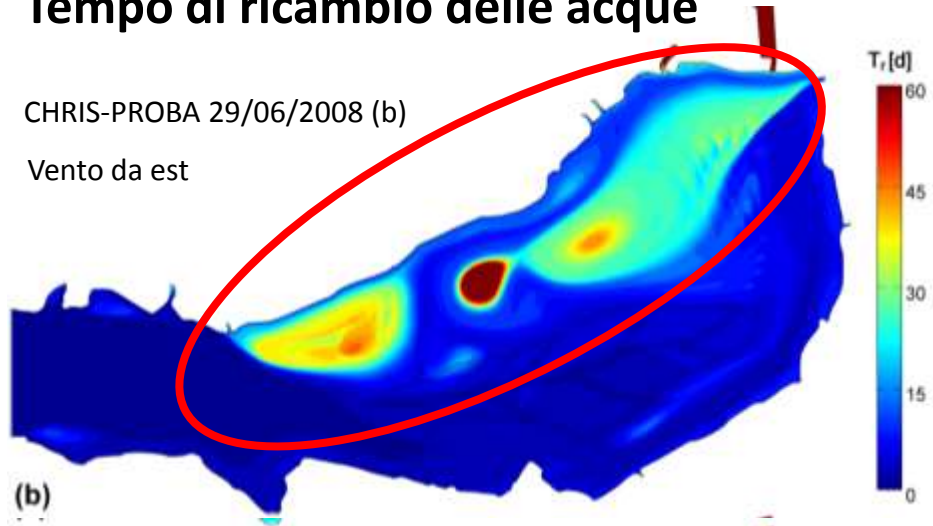 Tempo di ricambio delle acque
CHRIS-PROBA 29/06/2008 (b)
Vento da est
Tr [d]
60
45
30
15
0
(b)